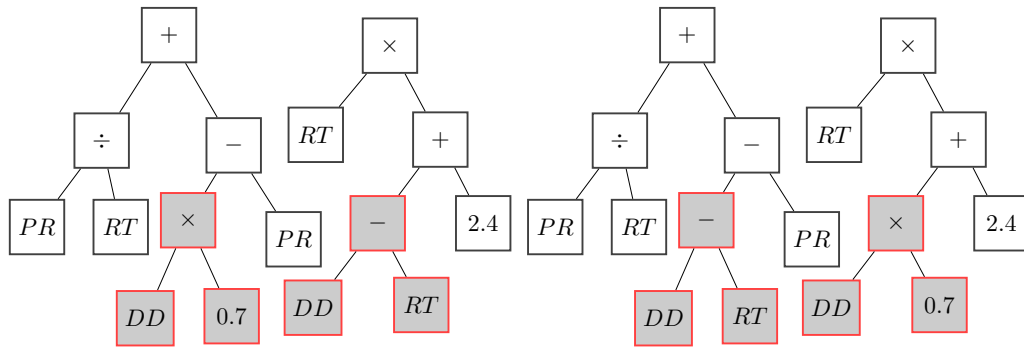 +
÷ −
PR RT × PR
DD 0.7
×
RT +
− 2.4
DD RT
+
÷ −
PR RT − PR
DD RT
×
RT +
× 2.4
DD 0.7